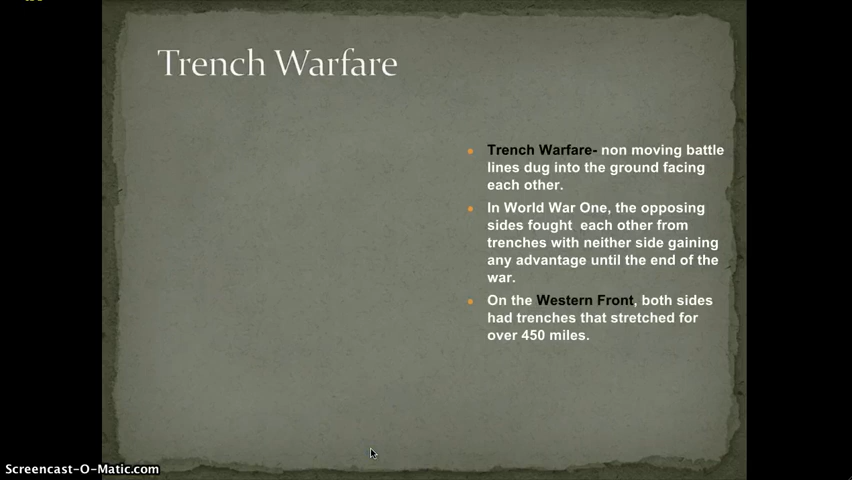 Trench Warfare
Trench Warfare- non moving battle
lines dug into the ground facing
each other.
In World War One, the opposing
sides fought each other from
trenches with neither side gaining
any advantage until the end of the
war.
On the Western Front, both sides
had trenches that stretched for
over 450 miles.
Screencast-O-Matic.com